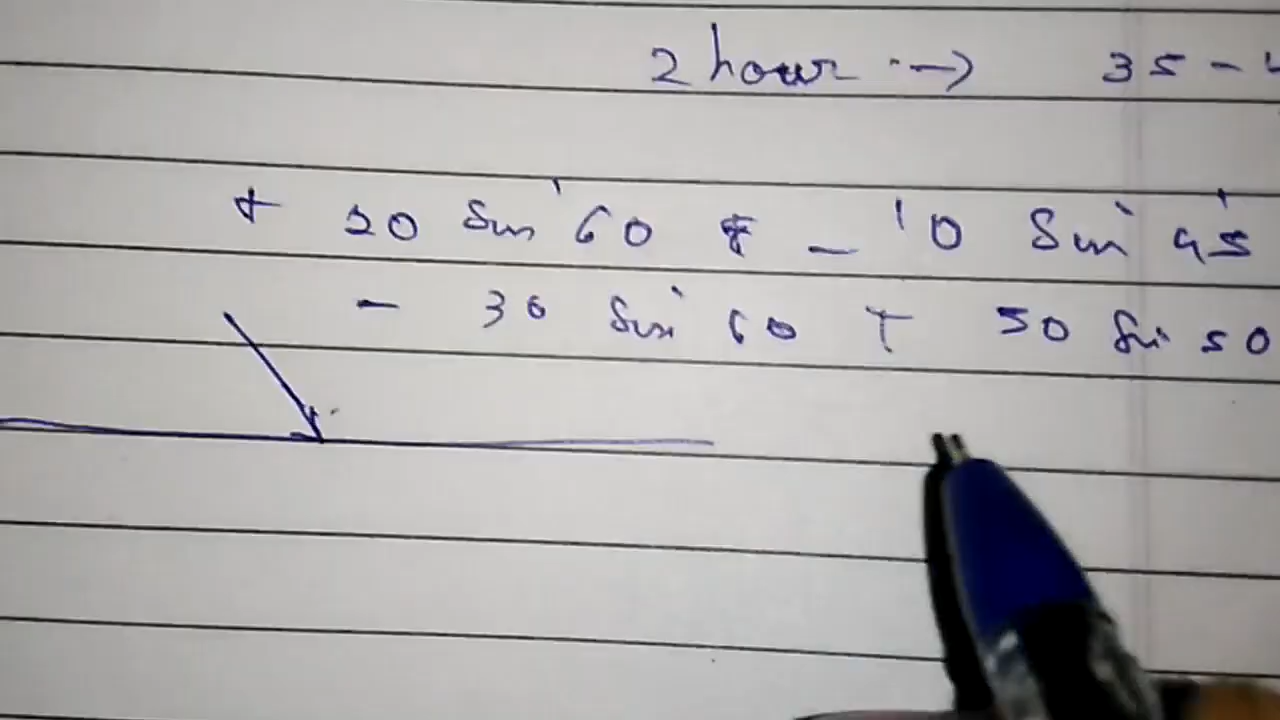 2 hour → 35 -
+ 20 Sin 60 - 10 Sin 45
- 30 Sin 60 + 50 Sin 50